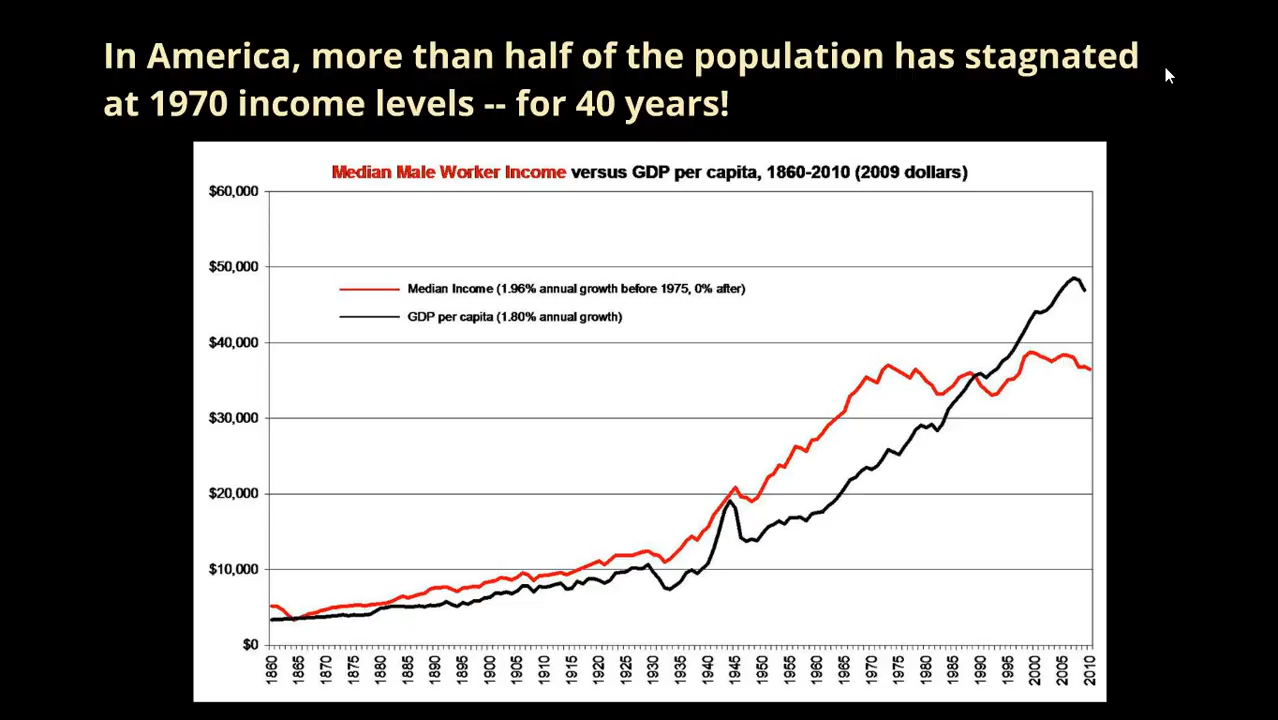 In America, more than half of the population has stagnated
at 1970 income levels -- for 40 years!
Median Male Worker Income versus GDP per capita, 1860-2010 (2009 dollars)
$60,000
$50,000
Median Income (1.96% annual growth before 1975, 0% after)
GDP per capita (1.80% annual growth)
$40,000
$30,000
$20,000
$10,000
$0
1860 1865 1870 1875 1880 1885 1890 1895 1900 1905 1910 1915 1920 1925 1930 1935 1940 1945 1950 1955 1960 1965 1970 1975 1980 1985 1990 1995 2000 2005 2010